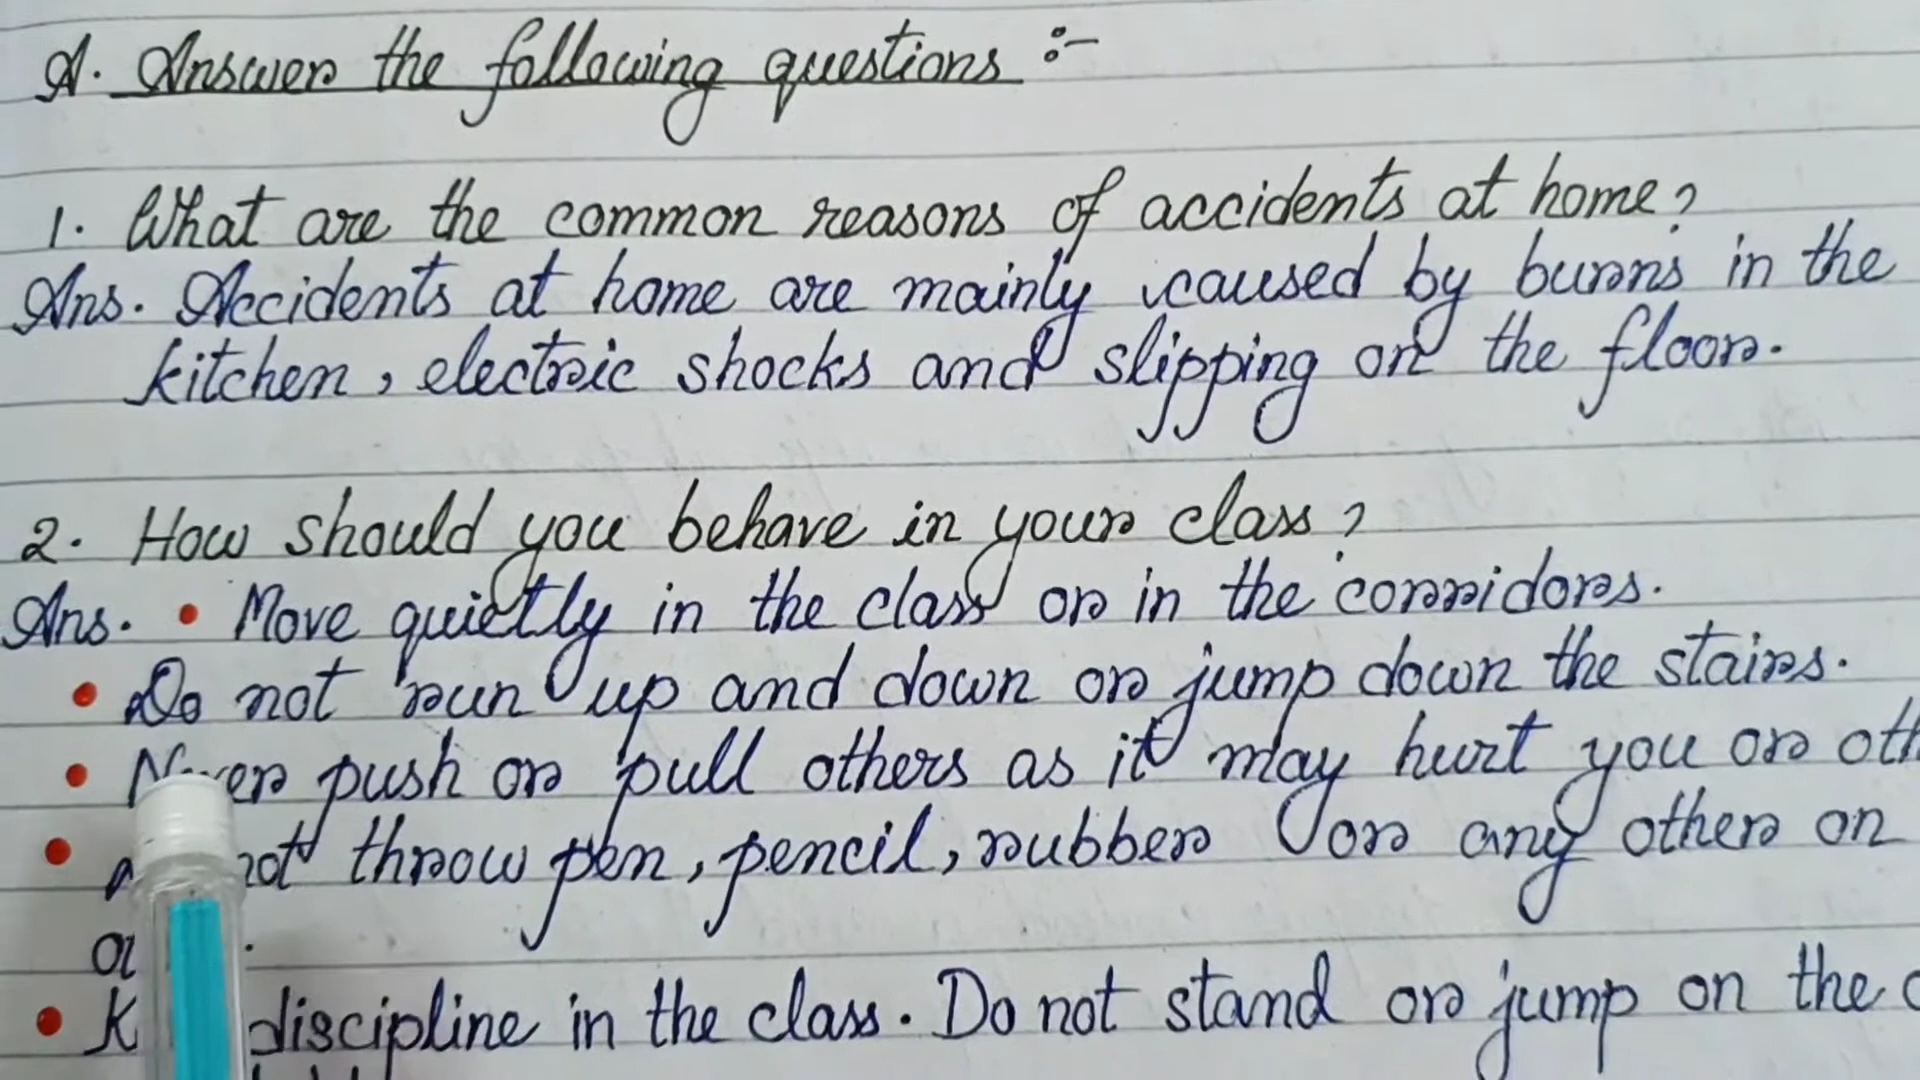 A. Answer the following questions :-
1. What are the common reasons of accidents at home?
Ans. Accidents at home are mainly caused by burns in the
kitchen, electric shocks and slipping on the floor.
2. How should you behave in your class?
Ans. • Move quietly in the class or in the corridors.
• Do not run up and down or jump down the stairs.
• Never push or pull others as it may hurt you or
• not throw pen, pencil, rubber or any other on
• discipline in the class. Do not stand or jump on the